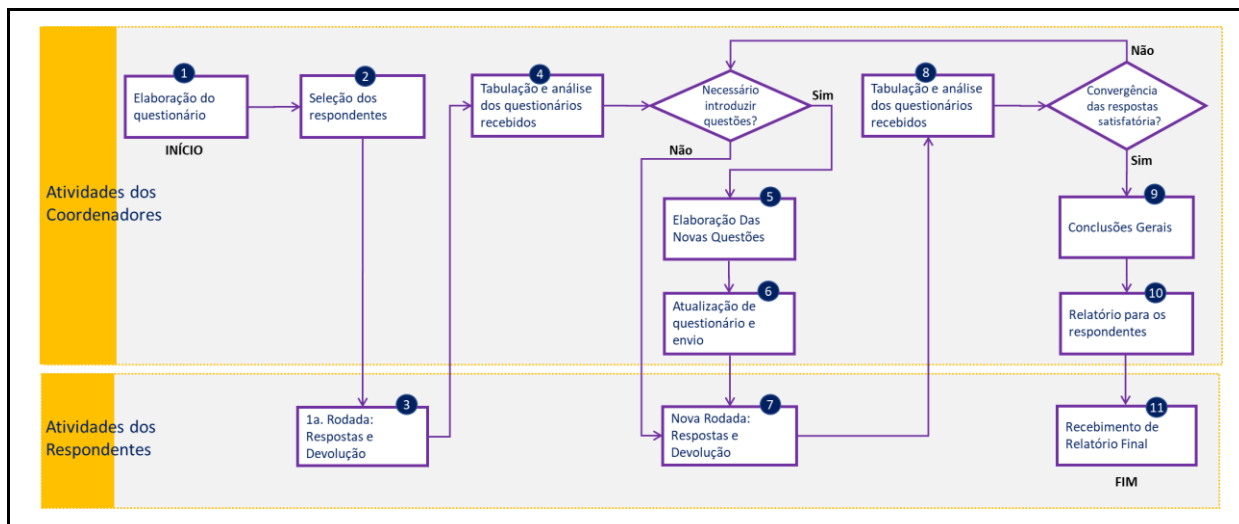 Atividades dos
Coordenadores
1
Elaboração do
questionário
INÍCIO
2
Seleção dos
respondentes
4
Tabulação e análise
dos questionários
recebidos
Necessário
introduzir
questões?
Sim
Não
5
Elaboração Das
Novas Questões
6
Atualização de
questionário e
envio
8
Tabulação e análise
dos questionários
recebidos
Não
Convergência
das respostas
satisfatória?
Sim
9
Conclusões Gerais
10
Relatório para os
respondentes
Atividades dos
Respondentes
3
1a. Rodada:
Respostas e
Devolução
7
Nova Rodada:
Respostas e
Devolução
11
Recebimento de
Relatório Final
FIM